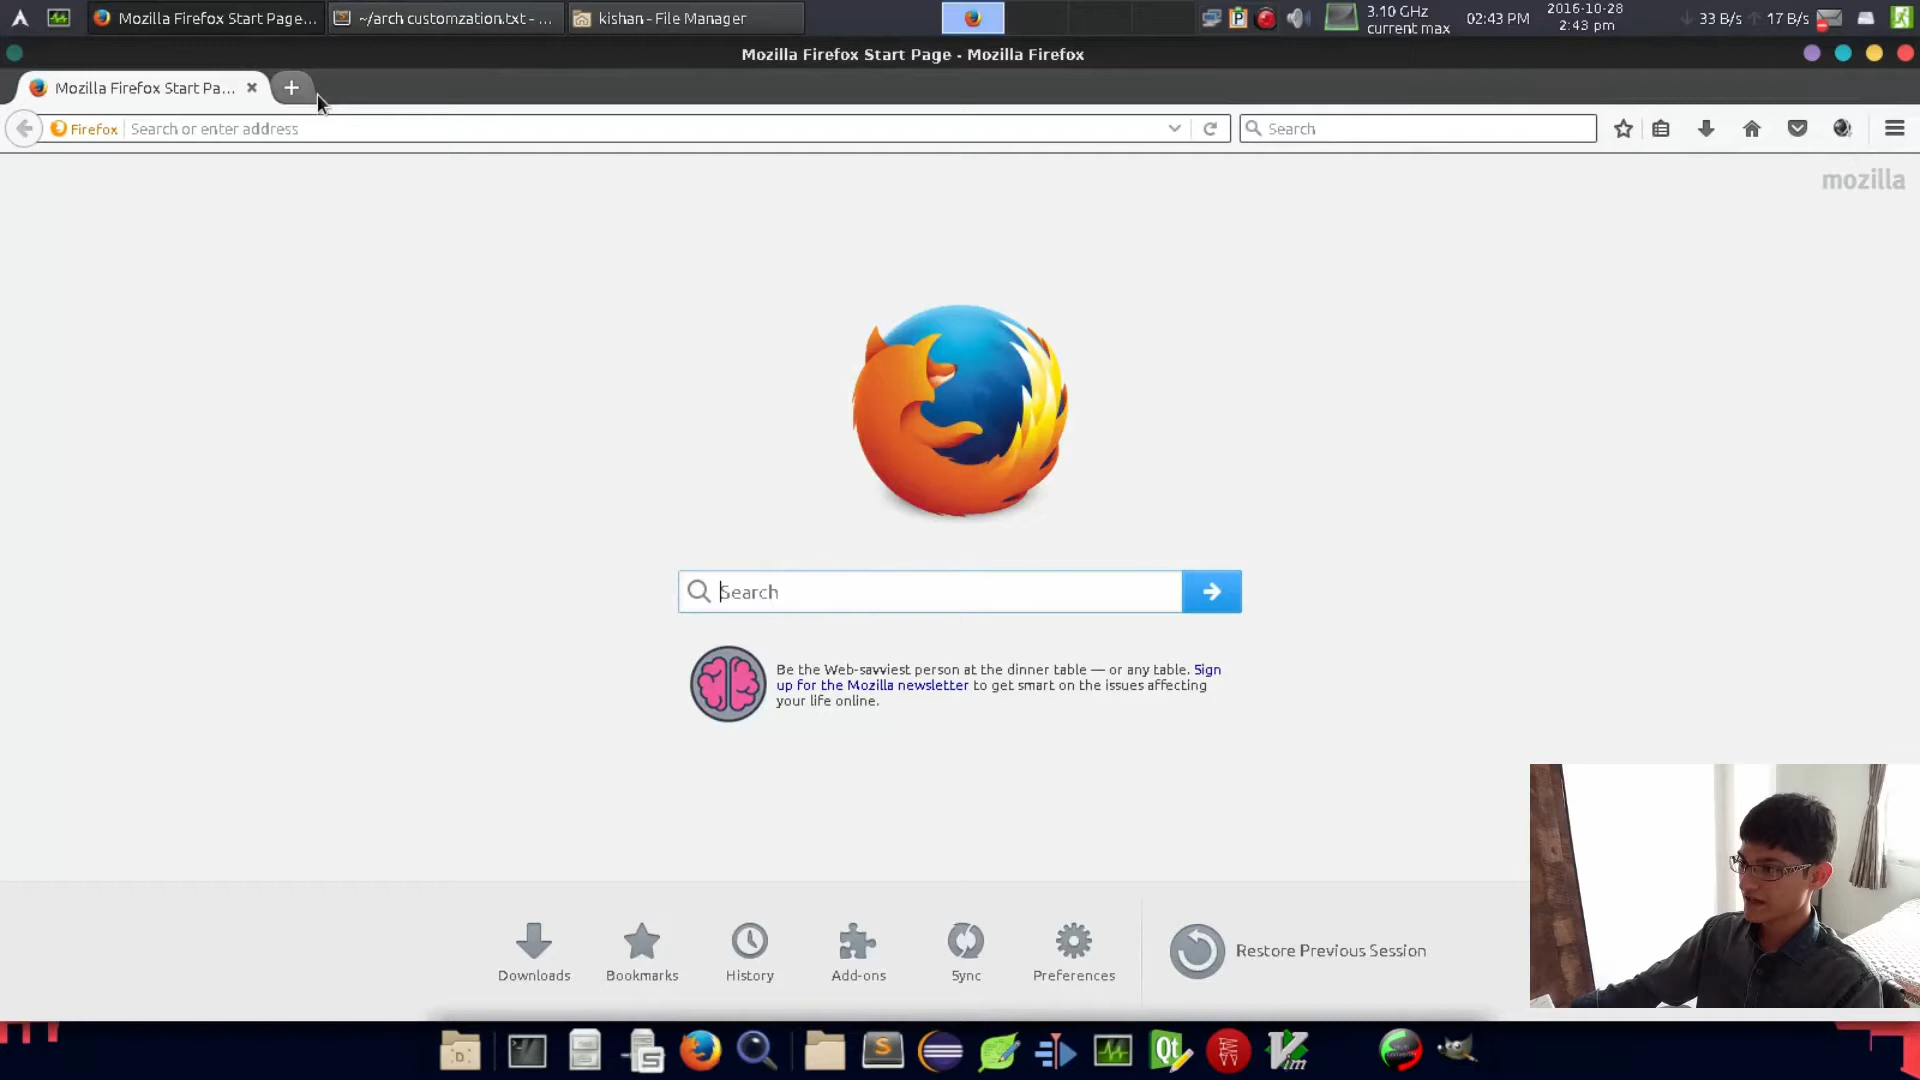 Mozilla Firefox Start Page...
~/arch customzation.txt - ...
kishan - File Manager
3.10 GHz
current max
02:43 PM
2016-10-28
2:43 pm
33 B/s
17 B/s
Mozilla Firefox Start Page - Mozilla Firefox
Mozilla Firefox Start Pa...
Firefox
Search or enter address
Search
mozilla
Search
Be the Web-savviest person at the dinner table — or any table. Sign
up for the Mozilla newsletter to get smart on the issues affecting
your life online.
Downloads
Bookmarks
History
Add-ons
Sync
Preferences
Restore Previous Session